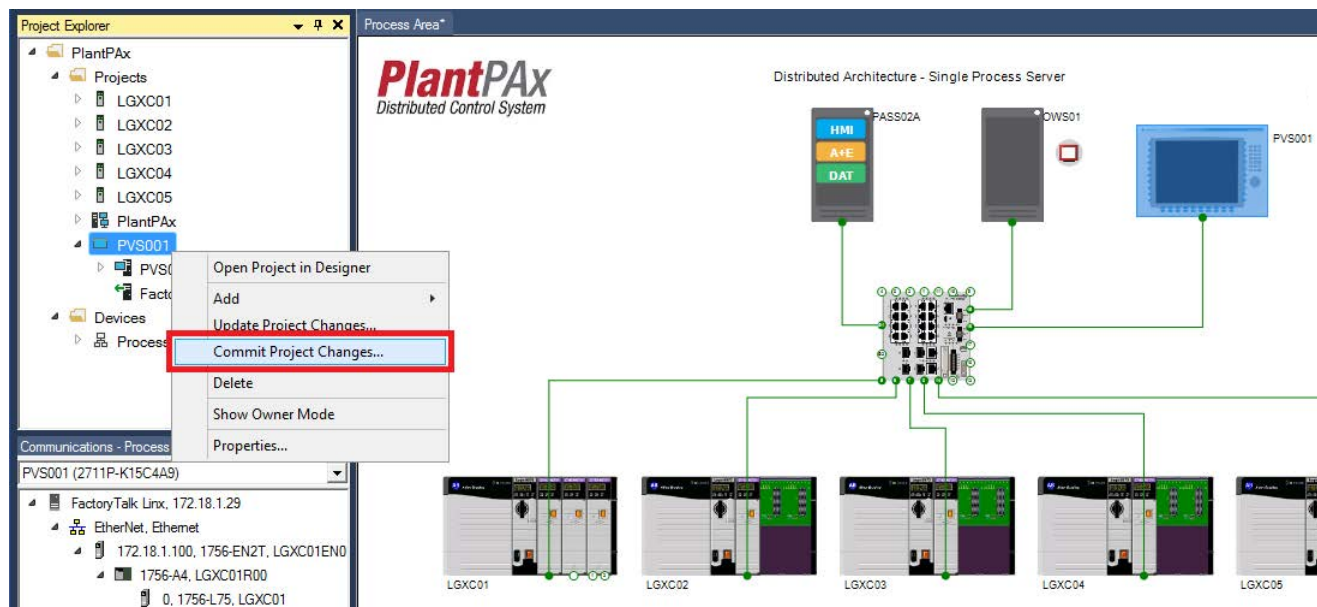 Project Explorer
Process Area*
PlantPAx
Projects
LGXC01
LGXC02
LGXC03
LGXC04
LGXC05
PlantPAx
PVS001
PVS0
Facto
Devices
Process
Open Project in Designer
Add
Update Project Changes...
Commit Project Changes...
Delete
Show Owner Mode
Properties...
Communications - Process
PVS001 (2711P-K15C4A9)
FactoryTalk Linx, 172.18.1.29
EtherNet, Ethernet
172.18.1.100, 1756-EN2T, LGXC01EN0
1756-A4, LGXC01R00
0, 1756-L75, LGXC01
PlantPAx
Distributed Control System
Distributed Architecture - Single Process Server
PASS02A
HMI
A+E
DAT
OWS01
PVS001
LGXC01
LGXC02
LGXC03
LGXC04
LGXC05